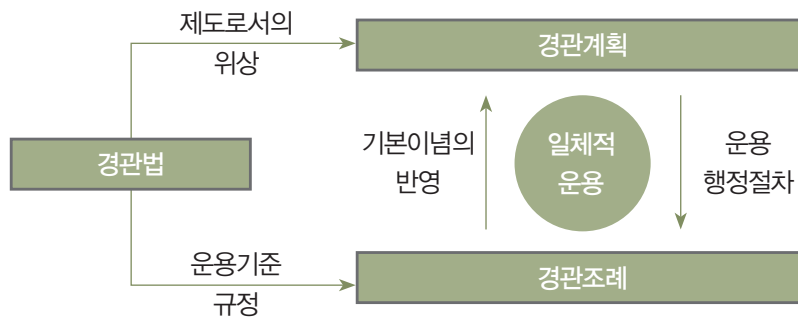 제도로서의
위상
경관계획
경관법
기본이념의
반영
일체적
운용
운용
행정절차
운용기준
규정
경관조례